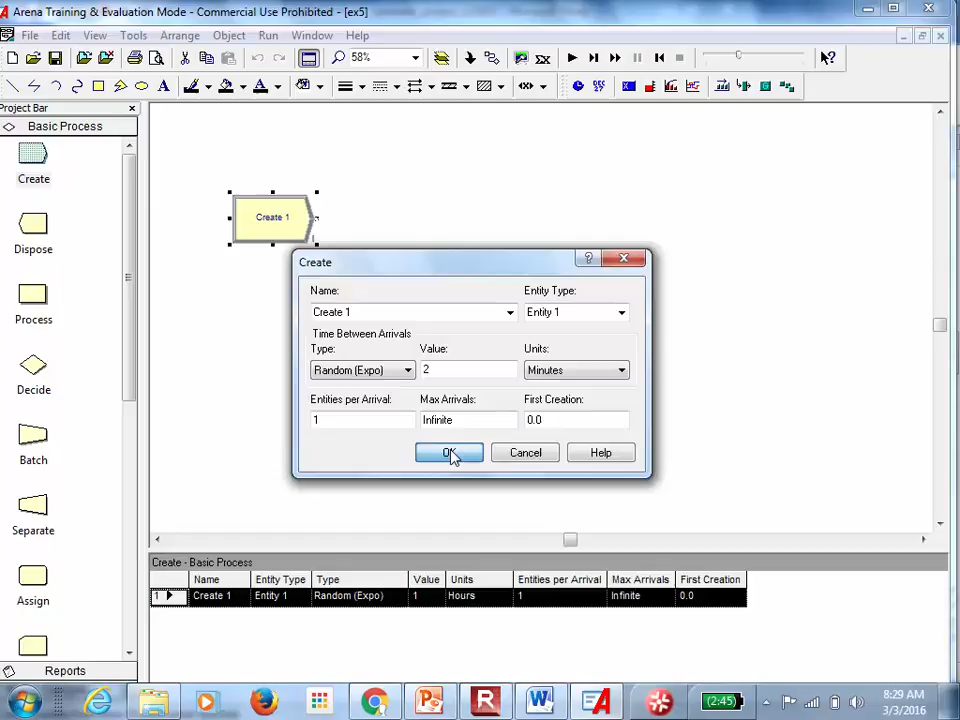 Arena Training & Evaluation Mode - Commercial Use Prohibited - [ex5]
File Edit View Tools Arrange Object Run Window Help
58%
Project Bar
Basic Process
Create
Dispose
Process
Decide
Batch
Separate
Assign
Reports
Create 1
Create
Name: Entity Type:
Create 1 Entity 1
Time Between Arrivals
Type: Value: Units:
Random (Expo) 2 Minutes
Entities per Arrival: Max Arrivals: First Creation:
1 Infinite 0.0
OK Cancel Help
Create - Basic Process
Name Entity Type Type Value Units Entities per Arrival Max Arrivals First Creation
1 Create 1 Entity 1 Random (Expo) 1 Hours 1 Infinite 0.0
(2:45)
8:29 AM
3/3/2016